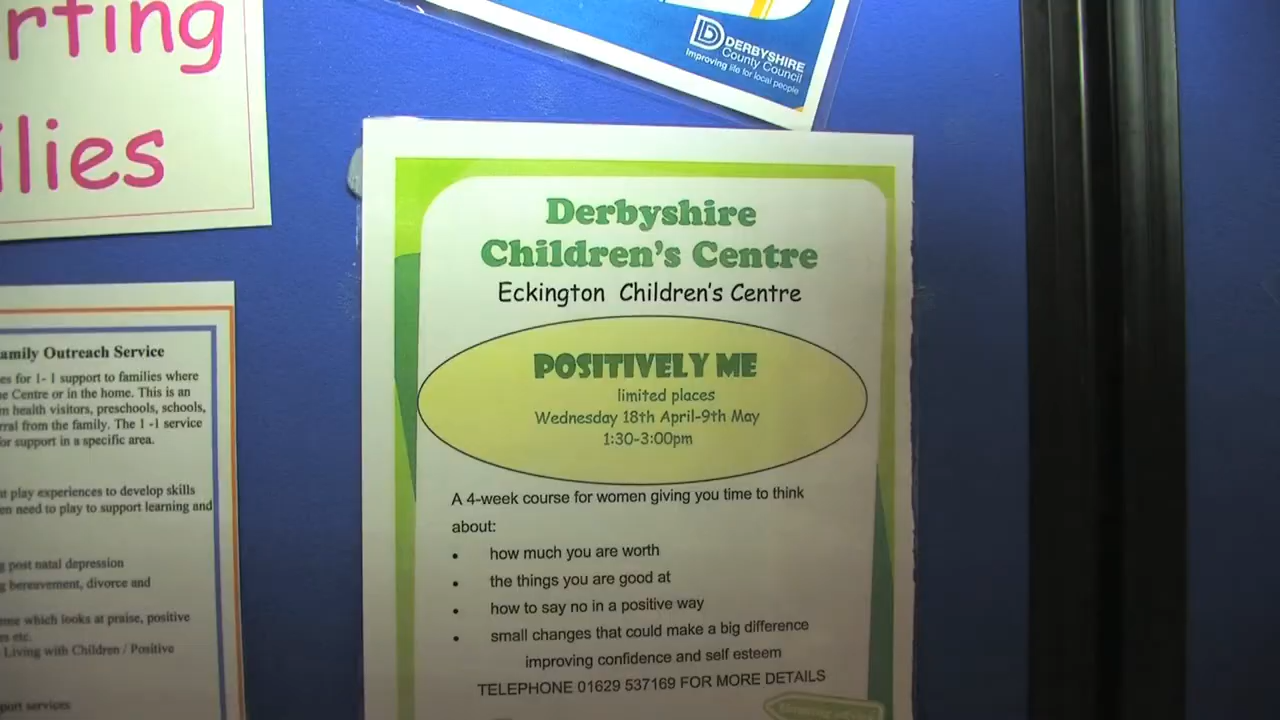 rting
ilies
DERBYSHIRE
County Council
Improving life for local people
Derbyshire
Children's Centre
Eckington Children's Centre
POSITIVELY ME
limited places
Wednesday 18th April-9th May
1:30-3:00pm
A 4-week course for women giving you time to think
about:
• how much you are worth
• the things you are good at
• how to say no in a positive way
• small changes that could make a big difference
improving confidence and self esteem
TELEPHONE 01629 537169 FOR MORE DETAILS
amily Outreach Service
es for 1- 1 support to families where
e Centre or in the home. This is an
m health visitors, preschools, schools,
rral from the family. The 1 -1 service
or support in a specific area.
t play experiences to develop skills
en need to play to support learning and
g post natal depression
g bereavement, divorce and
me which looks at praise, positive
es etc.
Living with Children / Positive
port services